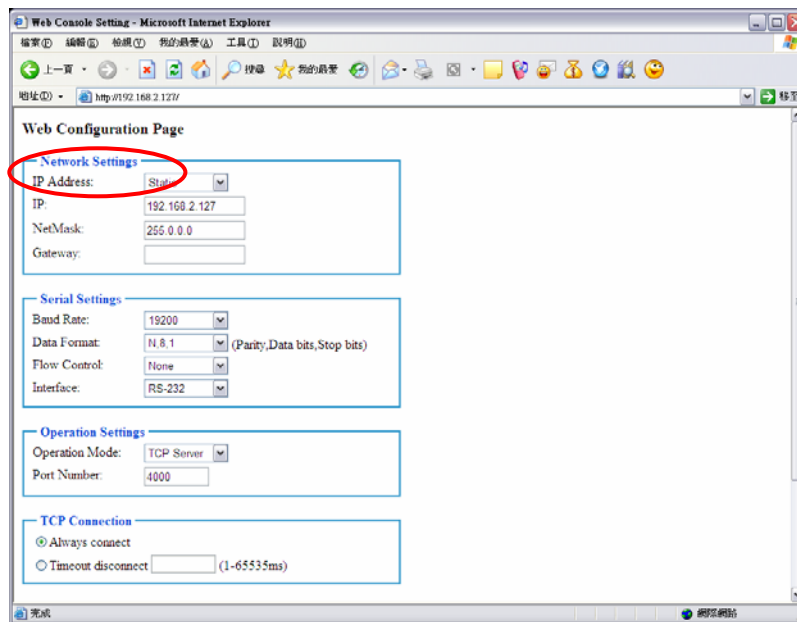 Web Console Setting - Microsoft Internet Explorer
檔案(F) 編輯(E) 檢視(V) 我的最愛(A) 工具(T) 說明(H)
上一頁 搜尋 我的最愛
網址(D) http://192.168.2.127/ 移至
Web Configuration Page
Network Settings
IP Address: Static
IP: 192.168.2.127
NetMask: 255.0.0.0
Gateway:
Serial Settings
Baud Rate: 19200
Data Format: N,8,1 (Parity,Data bits,Stop bits)
Flow Control: None
Interface: RS-232
Operation Settings
Operation Mode: TCP Server
Port Number: 4000
TCP Connection
Always connect
Timeout disconnect (1-65535ms)
完成 網際網路